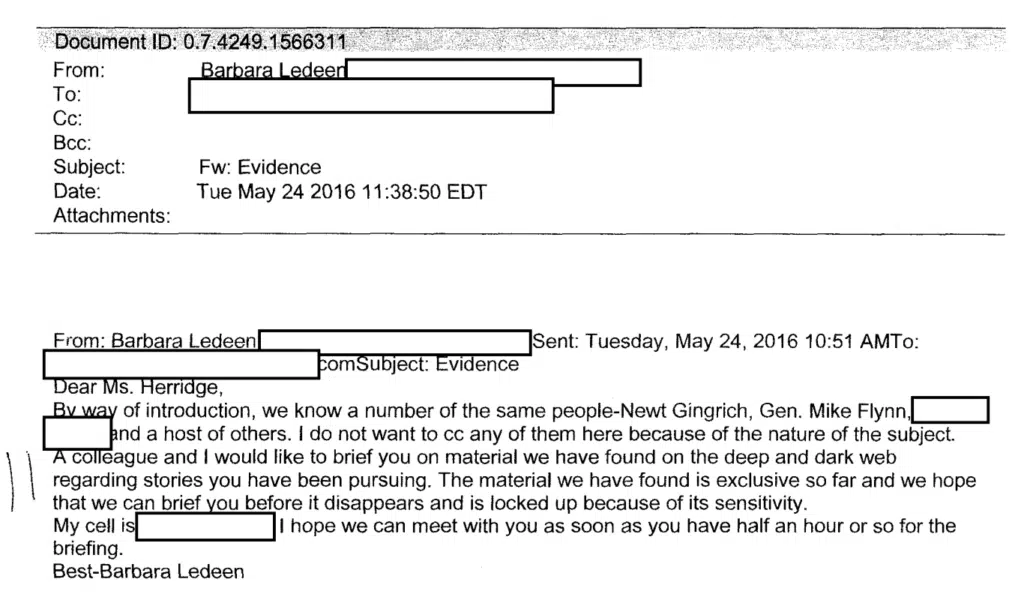 Document ID: 0.7.4249.1566311
From: Barbara Ledeen
To:
Cc:
Bcc:
Subject: Fw: Evidence
Date: Tue May 24 2016 11:38:50 EDT
Attachments:
From: Barbara Ledeen Sent: Tuesday, May 24, 2016 10:51 AMTo:
comSubject: Evidence
Dear Ms. Herridge,
By way of introduction, we know a number of the same people-Newt Gingrich, Gen. Mike Flynn,
and a host of others. I do not want to cc any of them here because of the nature of the subject.
A colleague and I would like to brief you on material we have found on the deep and dark web
regarding stories you have been pursuing. The material we have found is exclusive so far and we hope
that we can brief you before it disappears and is locked up because of its sensitivity.
My cell is I hope we can meet with you as soon as you have half an hour or so for the
briefing.
Best-Barbara Ledeen